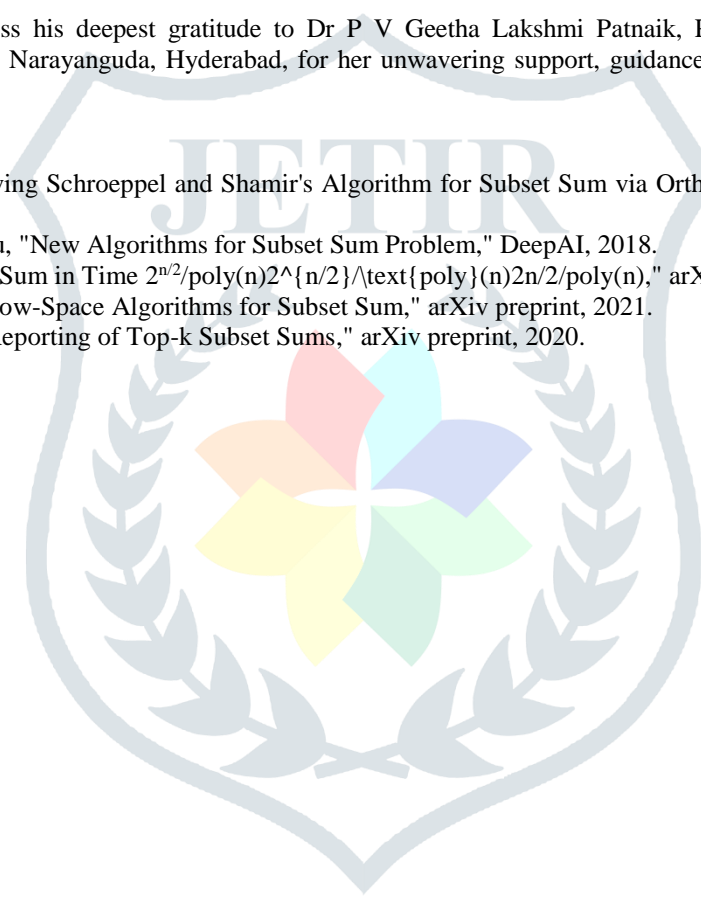 ss his deepest gratitude to Dr P V Geetha Lakshmi Patnaik,
Narayanguda, Hyderabad, for her unwavering support, guidance
JETIR
ving Schroeppel and Shamir's Algorithm for Subset Sum via Orth
u, "New Algorithms for Subset Sum Problem," DeepAI, 2018.
Sum in Time 2^{n/2}/poly(n)2^{n/2}/\text{poly}(n)2n/2/poly(n)," arX
ow-Space Algorithms for Subset Sum," arXiv preprint, 2021.
eporting of Top-k Subset Sums," arXiv preprint, 2020.